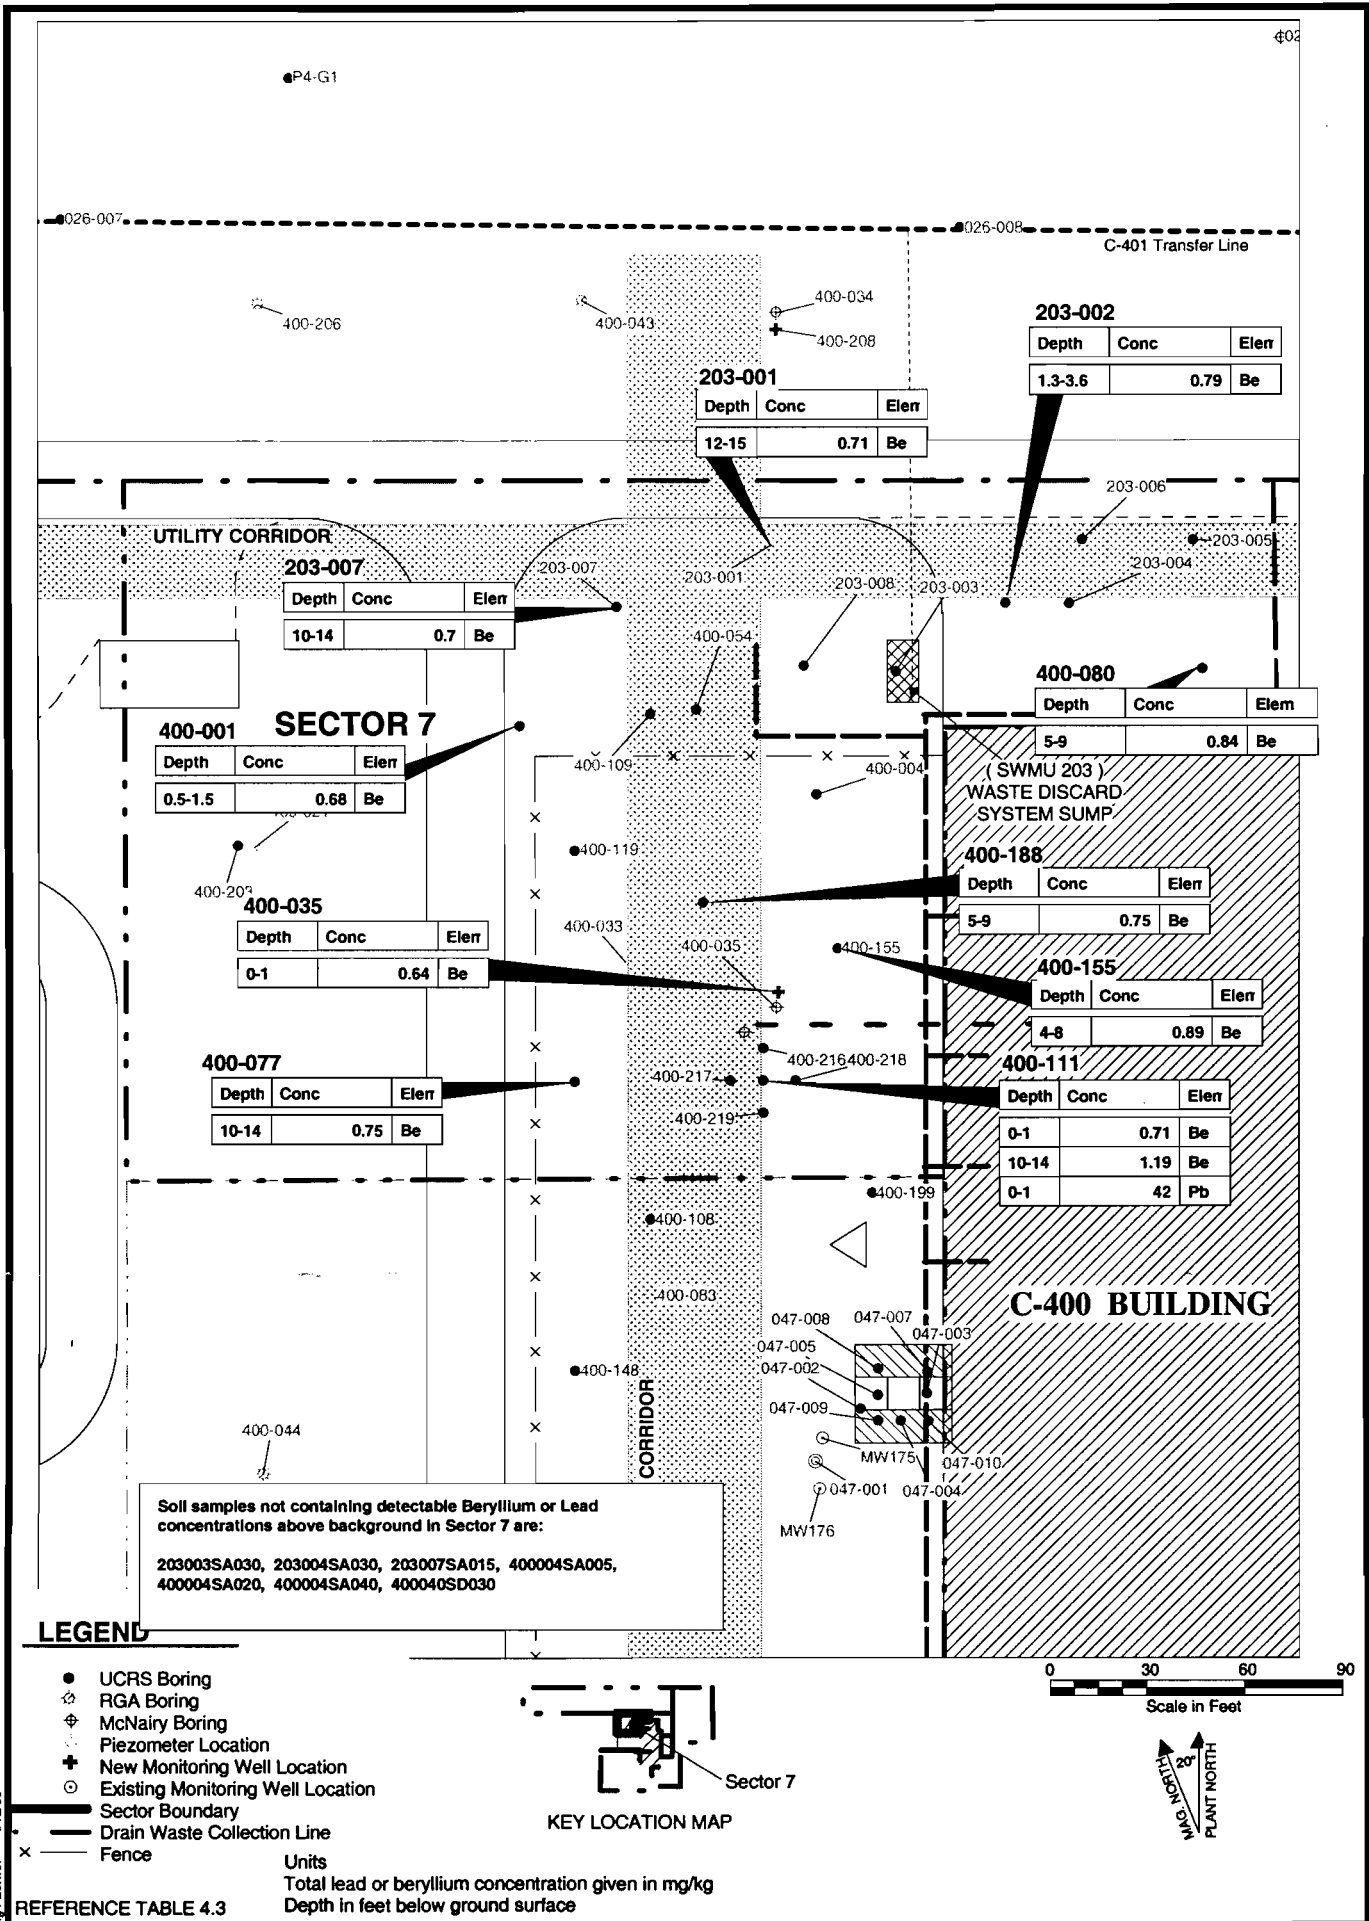 ¢02
P4-G1
026-007
026-008
C-401 Transfer Line
400-206
400-043
400-034
400-208
203-002
Depth Conc Elem
1.3-3.6 0.79 Be
203-001
Depth Conc Elem
12-15 0.71 Be
203-006
203-005
203-004
UTILITY CORRIDOR
203-007
Depth Conc Elem
10-14 0.7 Be
203-007
203-001
203-008
203-003
400-054
400-080
Depth Conc Elem
5-9 0.84 Be
SECTOR 7
400-001
Depth Conc Elem
0.5-1.5 0.68 Be
400-109
400-004
( SWMU 203 )
WASTE DISCARD
SYSTEM SUMP
400-119
400-203
400-188
Depth Conc Elem
5-9 0.75 Be
400-035
Depth Conc Elem
0-1 0.64 Be
400-033
400-035
400-155
400-155
Depth Conc Elem
4-8 0.89 Be
400-216
400-218
400-077
Depth Conc Elem
10-14 0.75 Be
400-217
400-219
400-111
Depth Conc Elem
0-1 0.71 Be
10-14 1.19 Be
0-1 42 Pb
400-199
400-108
400-083
C-400 BUILDING
047-008
047-007
047-003
047-005
047-002
047-009
400-148
CORRIDOR
400-044
MW175
047-010
047-001
047-004
MW176
Soil samples not containing detectable Beryllium or Lead
concentrations above background in Sector 7 are:
203003SA030, 203004SA030, 203007SA015, 400004SA005,
400004SA020, 400004SA040, 400040SD030
LEGEND
UCRS Boring
RGA Boring
McNairy Boring
Piezometer Location
New Monitoring Well Location
Existing Monitoring Well Location
Sector Boundary
Drain Waste Collection Line
Fence
Sector 7
KEY LOCATION MAP
0 30 60 90
Scale in Feet
MAG. NORTH
20°
PLANT NORTH
Units
Total lead or beryllium concentration given in mg/kg
Depth in feet below ground surface
REFERENCE TABLE 4.3